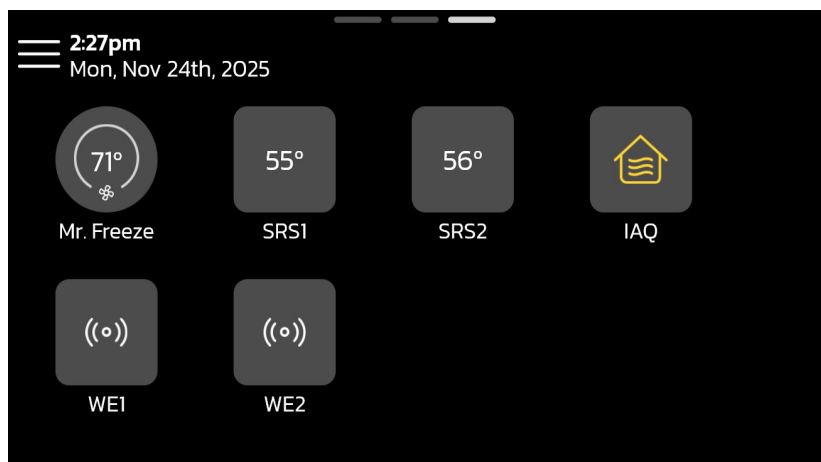 2:27pm
Mon, Nov 24th, 2025
71° 55° 56°
Mr. Freeze SRS1 SRS2 IAQ
WE1 WE2